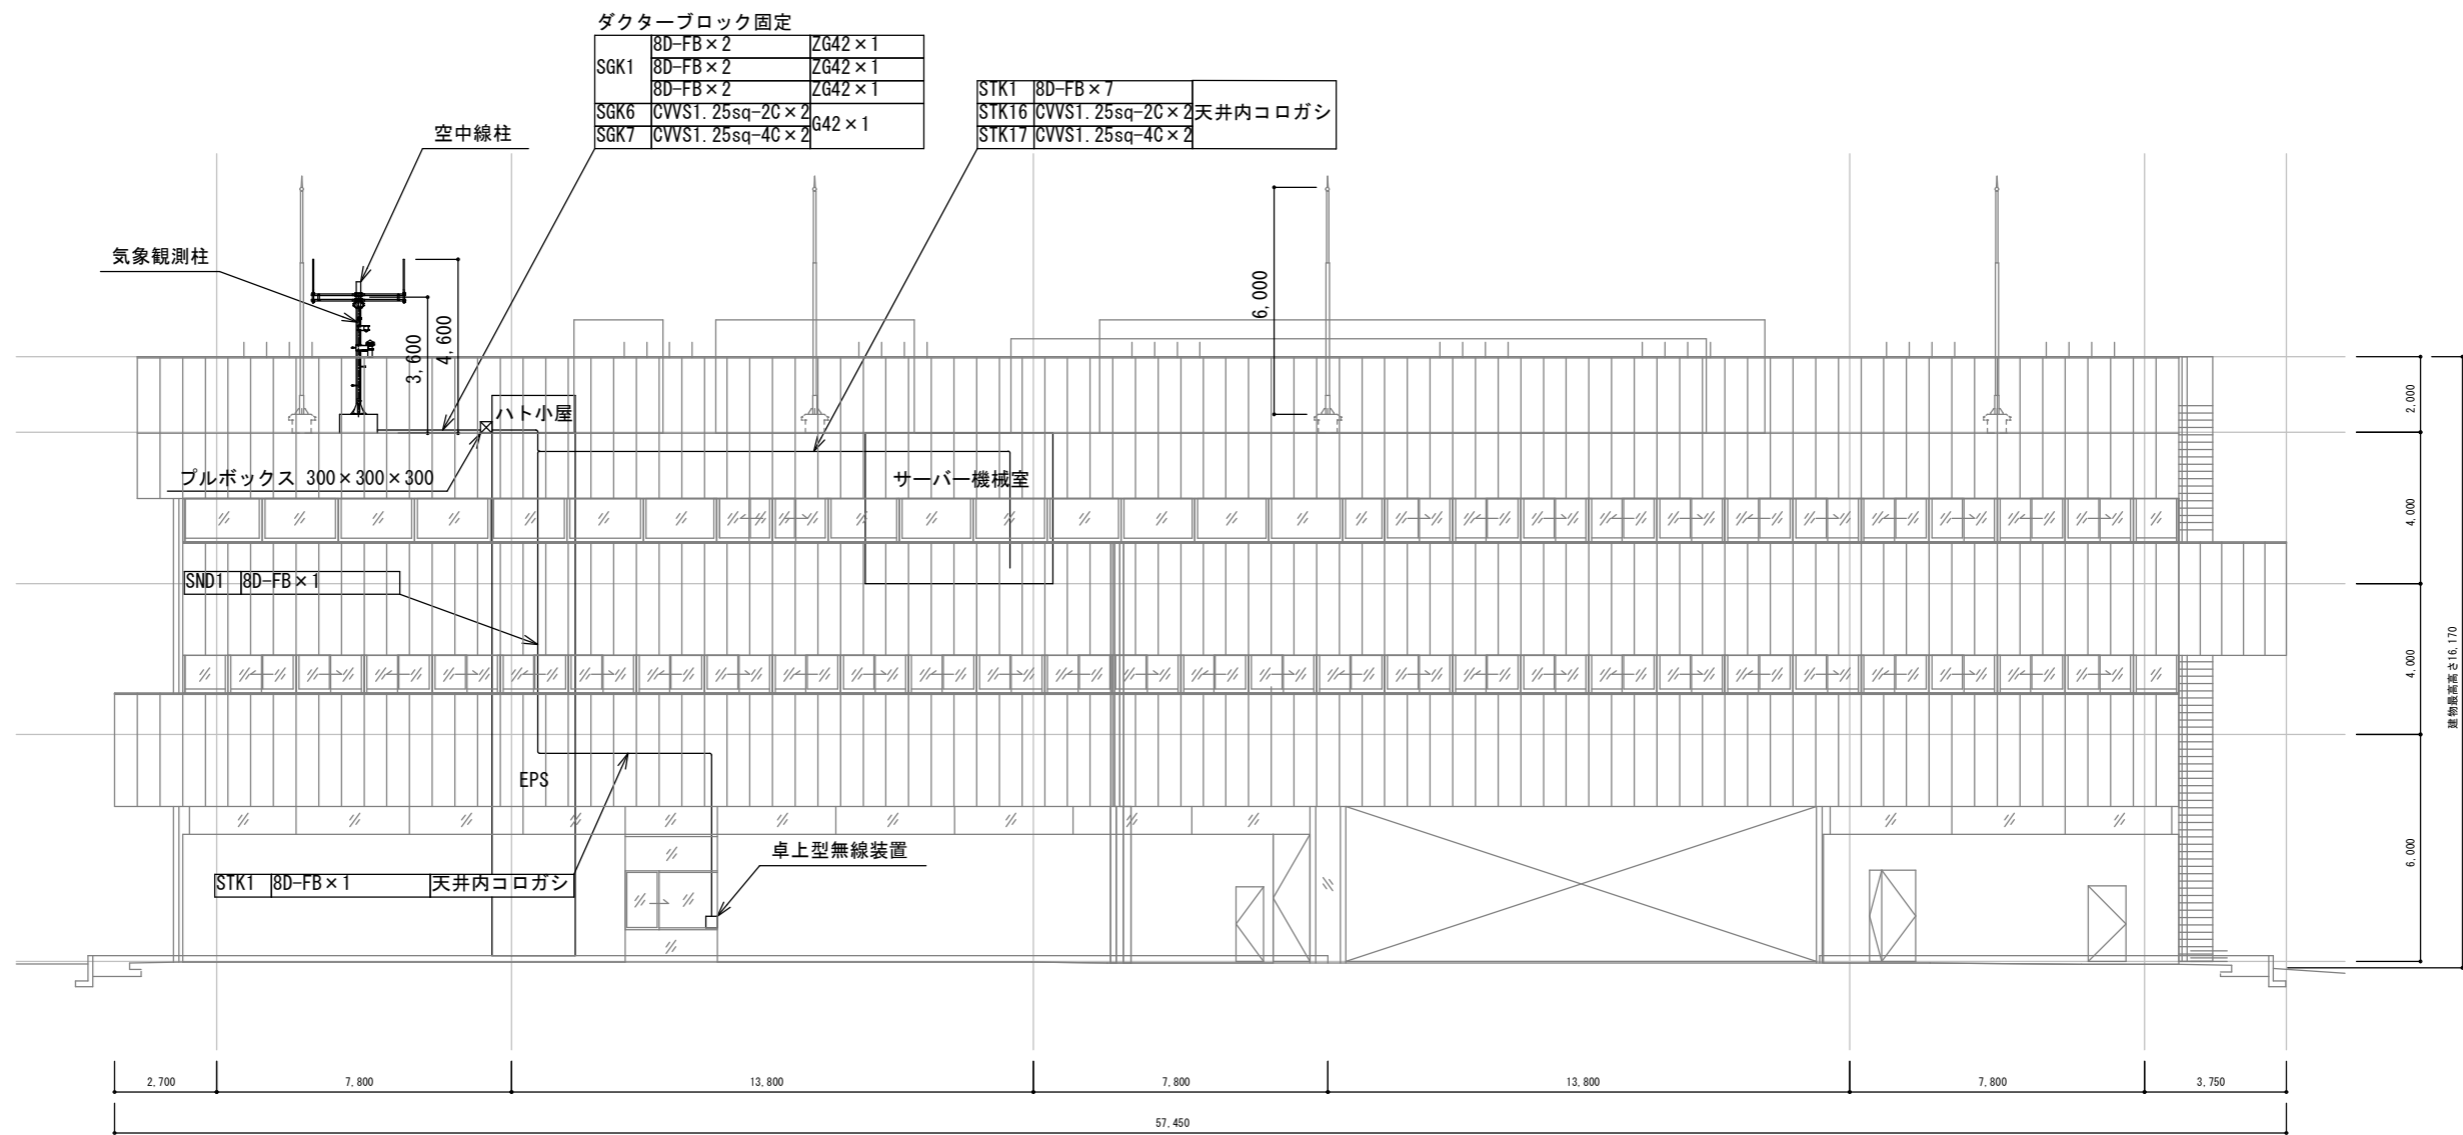 ダクターブロック固定
SGK1 8D-FB×2 ZG42×1
8D-FB×2 ZG42×1
8D-FB×2 ZG42×1
SGK6 CVVS1.25sq-2C×2 G42×1
SGK7 CVVS1.25sq-4C×2
STK1 8D-FB×7 天井内コロガシ
STK16 CVVS1.25sq-2C×2
STK17 CVVS1.25sq-4C×2
空中線柱
気象観測柱
3,600
4,600
6,000
ハト小屋
プルボックス 300×300×300
サーバー機械室
SND1 8D-FB×1
EPS
STK1 8D-FB×1 天井内コロガシ
卓上型無線装置
2,000
4,000
4,000
6,000
建物最高高さ16,170
2,700 7,800 13,800 7,800 13,800 7,800 3,750
57,450